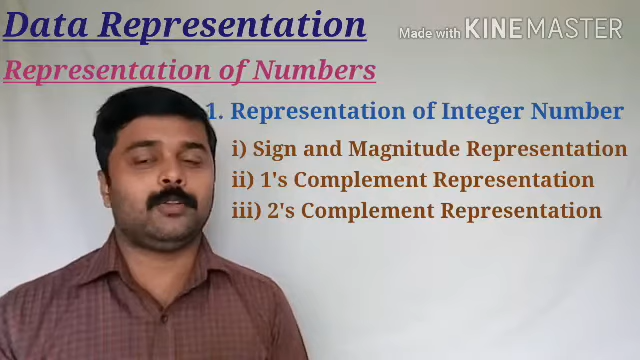 Data Representation
Made with KINEMASTER
Representation of Numbers
1. Representation of Integer Number
i) Sign and Magnitude Representation
ii) 1's Complement Representation
iii) 2's Complement Representation